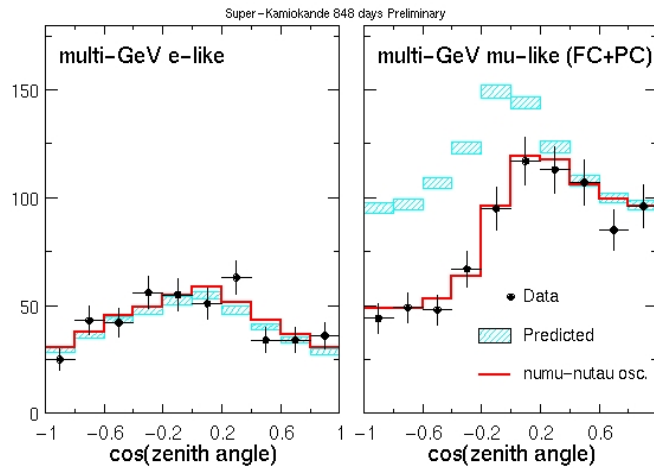 Super-Kamiokande 848 days Preliminary
multi-GeV e-like
multi-GeV mu-like (FC+PC)
150
100
50
0
Data
Predicted
numu-nutau osc.
-1 -0.6 -0.2 0.2 0.6 1
-1 -0.6 -0.2 0.2 0.6
cos(zenith angle)
cos(zenith angle)